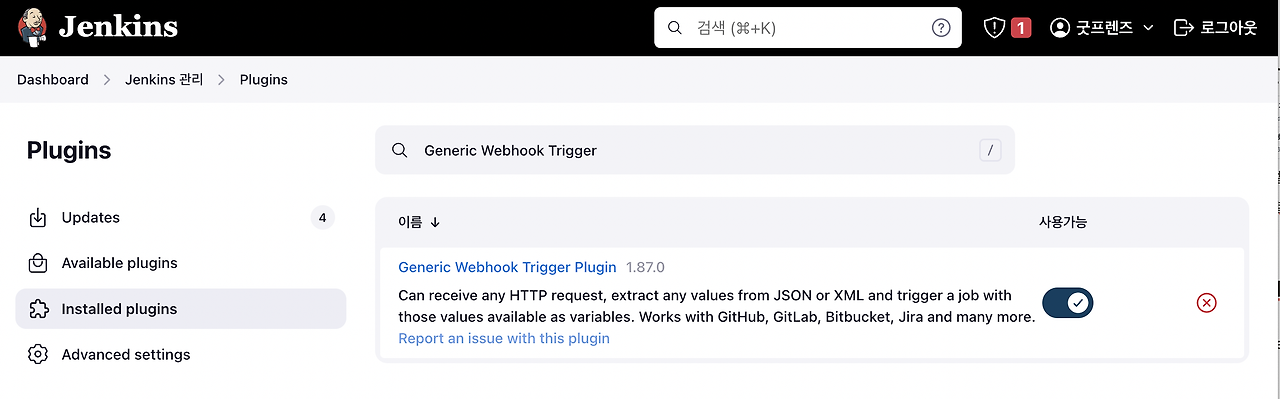 Jenkins
검색 (⌘+K)
1
굿프렌즈
로그아웃
Dashboard
Jenkins 관리
Plugins
Plugins
Generic Webhook Trigger
/
Updates
4
Available plugins
Installed plugins
Advanced settings
이름 ↓
사용가능
Generic Webhook Trigger Plugin 1.87.0
Can receive any HTTP request, extract any values from JSON or XML and trigger a job with
those values available as variables. Works with GitHub, GitLab, Bitbucket, Jira and many more.
Report an issue with this plugin